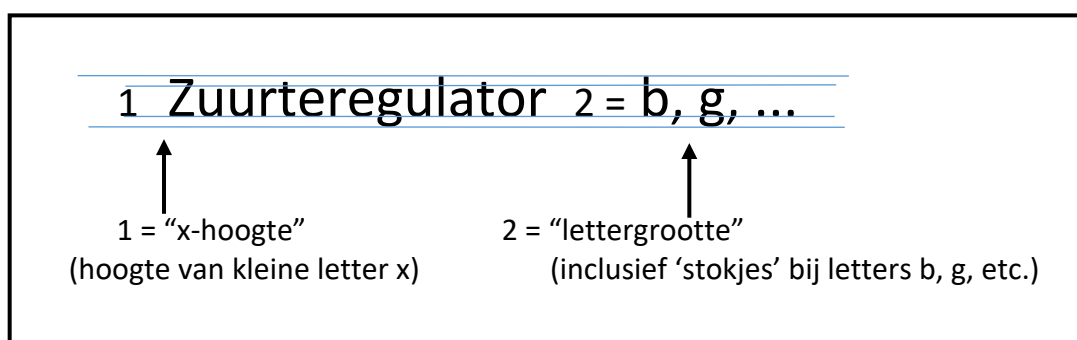 1 Zuurteregulator 2 = b, g, ...
1 = “x-hoogte” 2 = “lettergrootte”
(hoogte van kleine letter x) (inclusief ‘stokjes’ bij letters b, g, etc.)